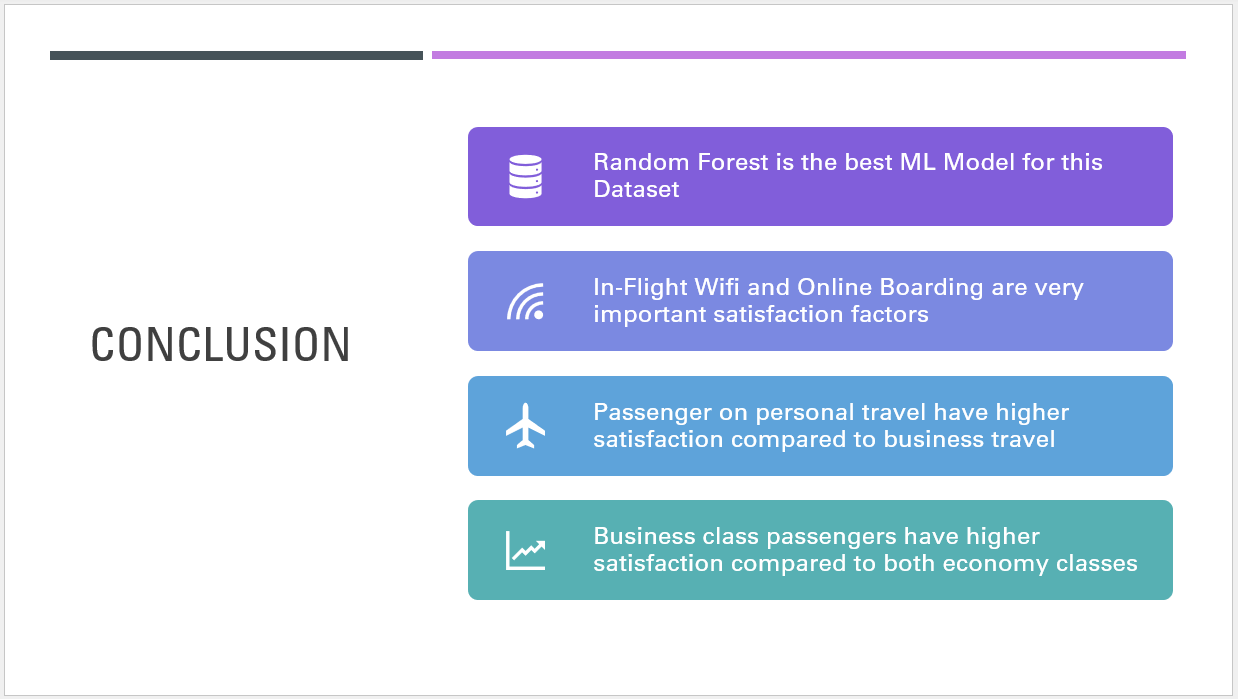 CONCLUSION
Random Forest is the best ML Model for this
Dataset
In-Flight Wifi and Online Boarding are very
important satisfaction factors
Passenger on personal travel have higher
satisfaction compared to business travel
Business class passengers have higher
satisfaction compared to both economy classes